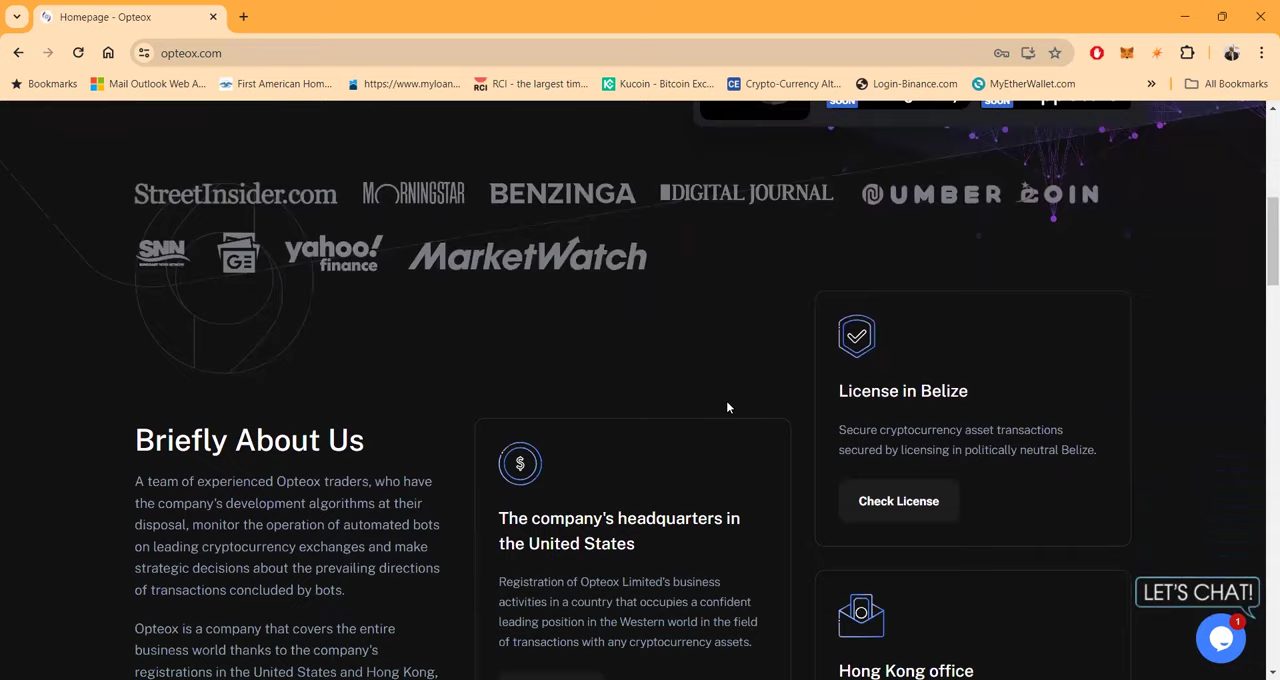 Homepage - Opteox
opteox.com
Bookmarks
Mail Outlook Web A...
First American Hom...
https://www.myloan...
RCI - the largest tim...
Kucoin - Bitcoin Exc...
Crypto-Currency Alt...
Login-Binance.com
MyEtherWallet.com
»
All Bookmarks
SOON
SOON
StreetInsider.com
MORNINGSTAR
BENZINGA
DIGITAL JOURNAL
NUMBER COIN
SNN
GE
yahoo!
finance
MarketWatch
License in Belize
Secure cryptocurrency asset transactions
secured by licensing in politically neutral Belize.
Check License
Briefly About Us
A team of experienced Opteox traders, who have
the company's development algorithms at their
disposal, monitor the operation of automated bots
on leading cryptocurrency exchanges and make
strategic decisions about the prevailing directions
of transactions concluded by bots.
Opteox is a company that covers the entire
business world thanks to the company's
registrations in the United States and Hong Kong,
$
The company's headquarters in
the United States
Registration of Opteox Limited's business
activities in a country that occupies a confident
leading position in the Western world in the field
of transactions with any cryptocurrency assets.
Hong Kong office
LET'S CHAT!
1